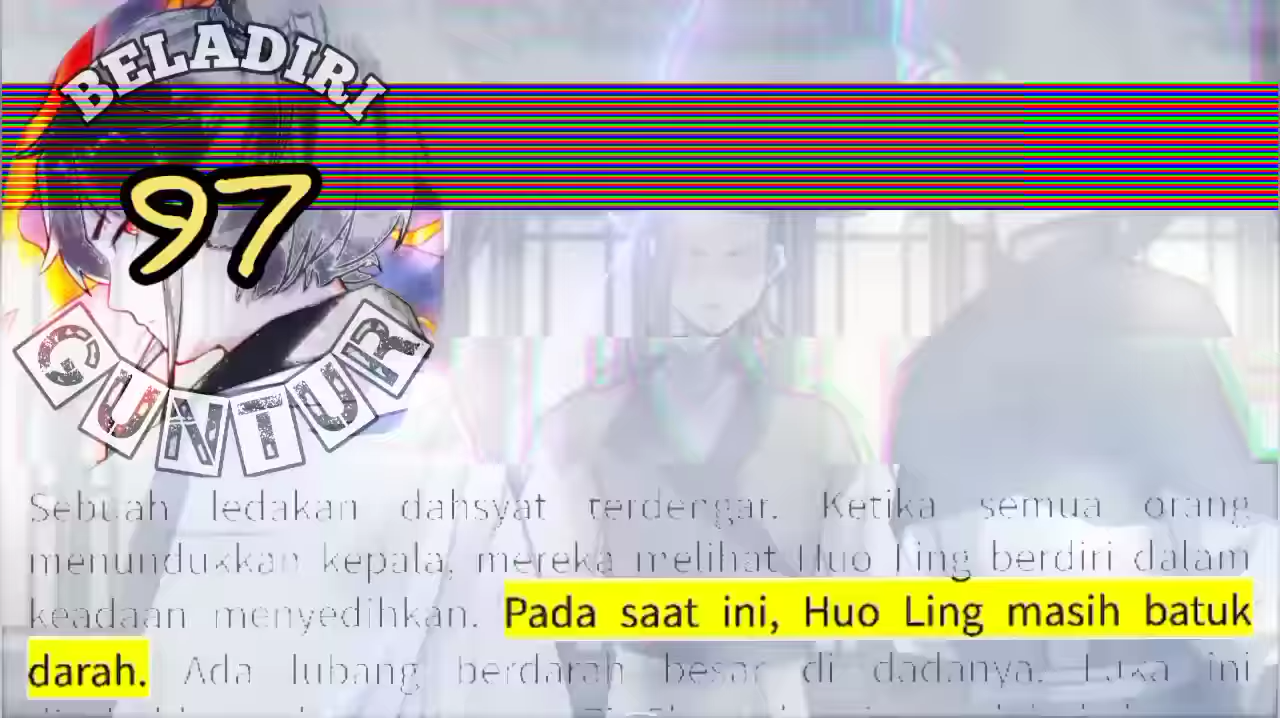 BELADIRI
97
GUNTUR
Sebuah ledakan dahsyat terdengar. Ketika semua orang
menundukkan kepala, mereka melihat Huo Ling berdiri dalam
keadaan menyedihkan. Pada saat ini, Huo Ling masih batuk
darah. Ada lubang berdarah besar di dadanya. Luka ini